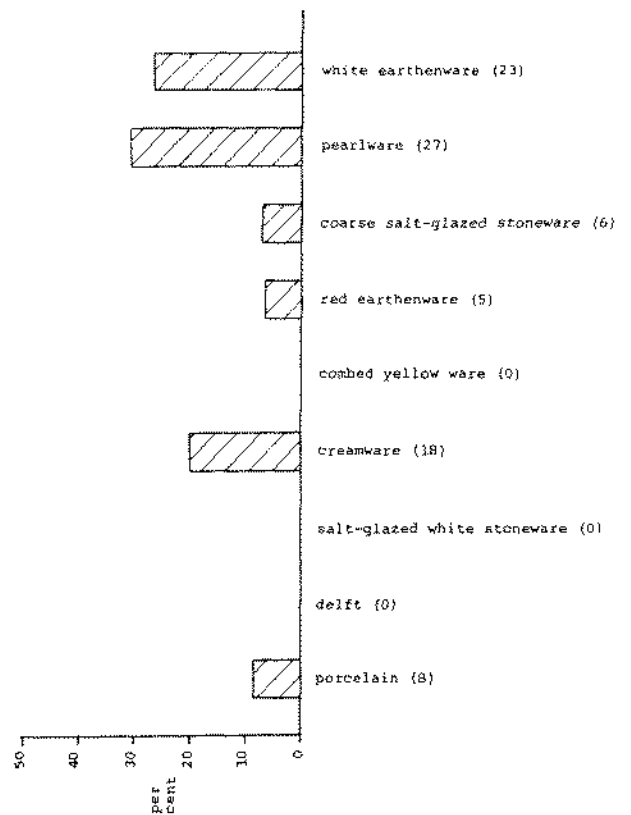 white earthenware (23)
pearlware (27)
coarse salt-glazed stoneware (6)
red earthenware (5)
combed yellow ware (0)
creamware (18)
salt-glazed white stoneware (0)
delft (0)
porcelain (8)
50 40 30 20 10 0
per
cent